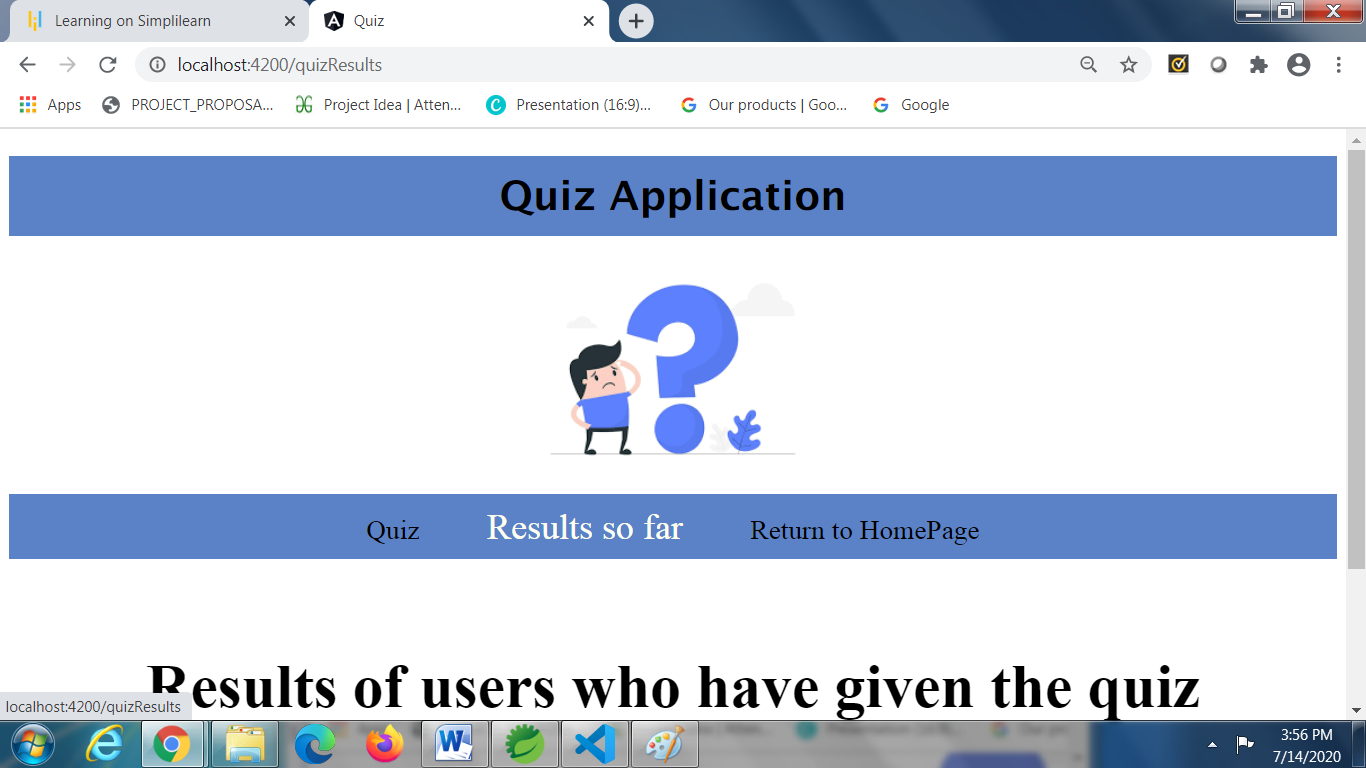 Learning on Simplilearn
Quiz
localhost:4200/quizResults
Apps
PROJECT_PROPOSA...
Project Idea | Atten...
Presentation (16:9)...
Our products | Goo...
Google
Quiz Application
Quiz
Results so far
Return to HomePage
Results of users who have given the quiz
localhost:4200/quizResults
3:56 PM
7/14/2020